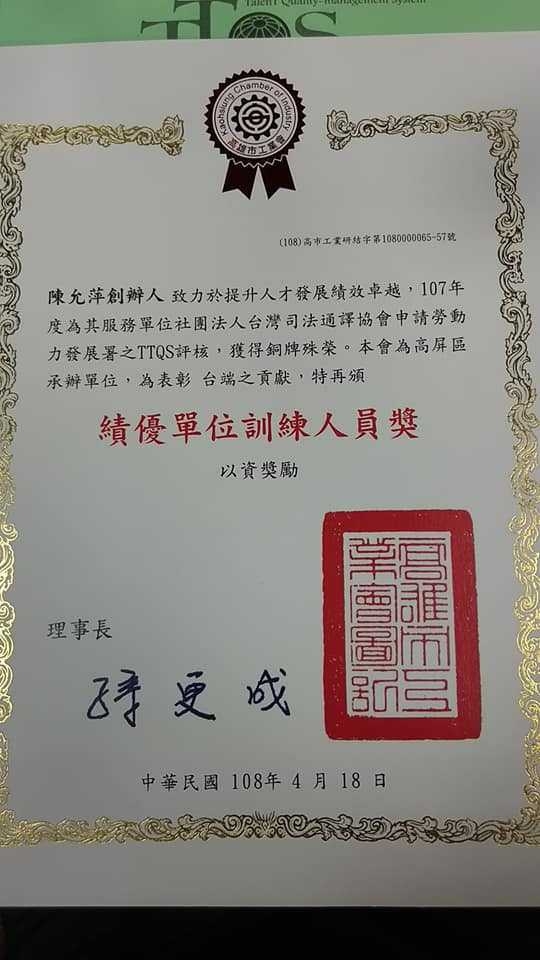 Talent Quality-management System
TTQS
Kaohsiung Chamber of Industry
高雄市工業會
(108)高市工業研結字第1080000065-57號
陳允萍創辦人 致力於提升人才發展績效卓越，107年
度為其服務單位社團法人台灣司法通譯協會申請勞動
力發展署之TTQS評核，獲得銅牌殊榮。本會為高屏區
承辦單位，為表彰 台端之貢獻，特再頒
績優單位訓練人員獎
以資獎勵
高雄市工
業會圖記
理事長
更成
中華民國 108年 4 月 18 日